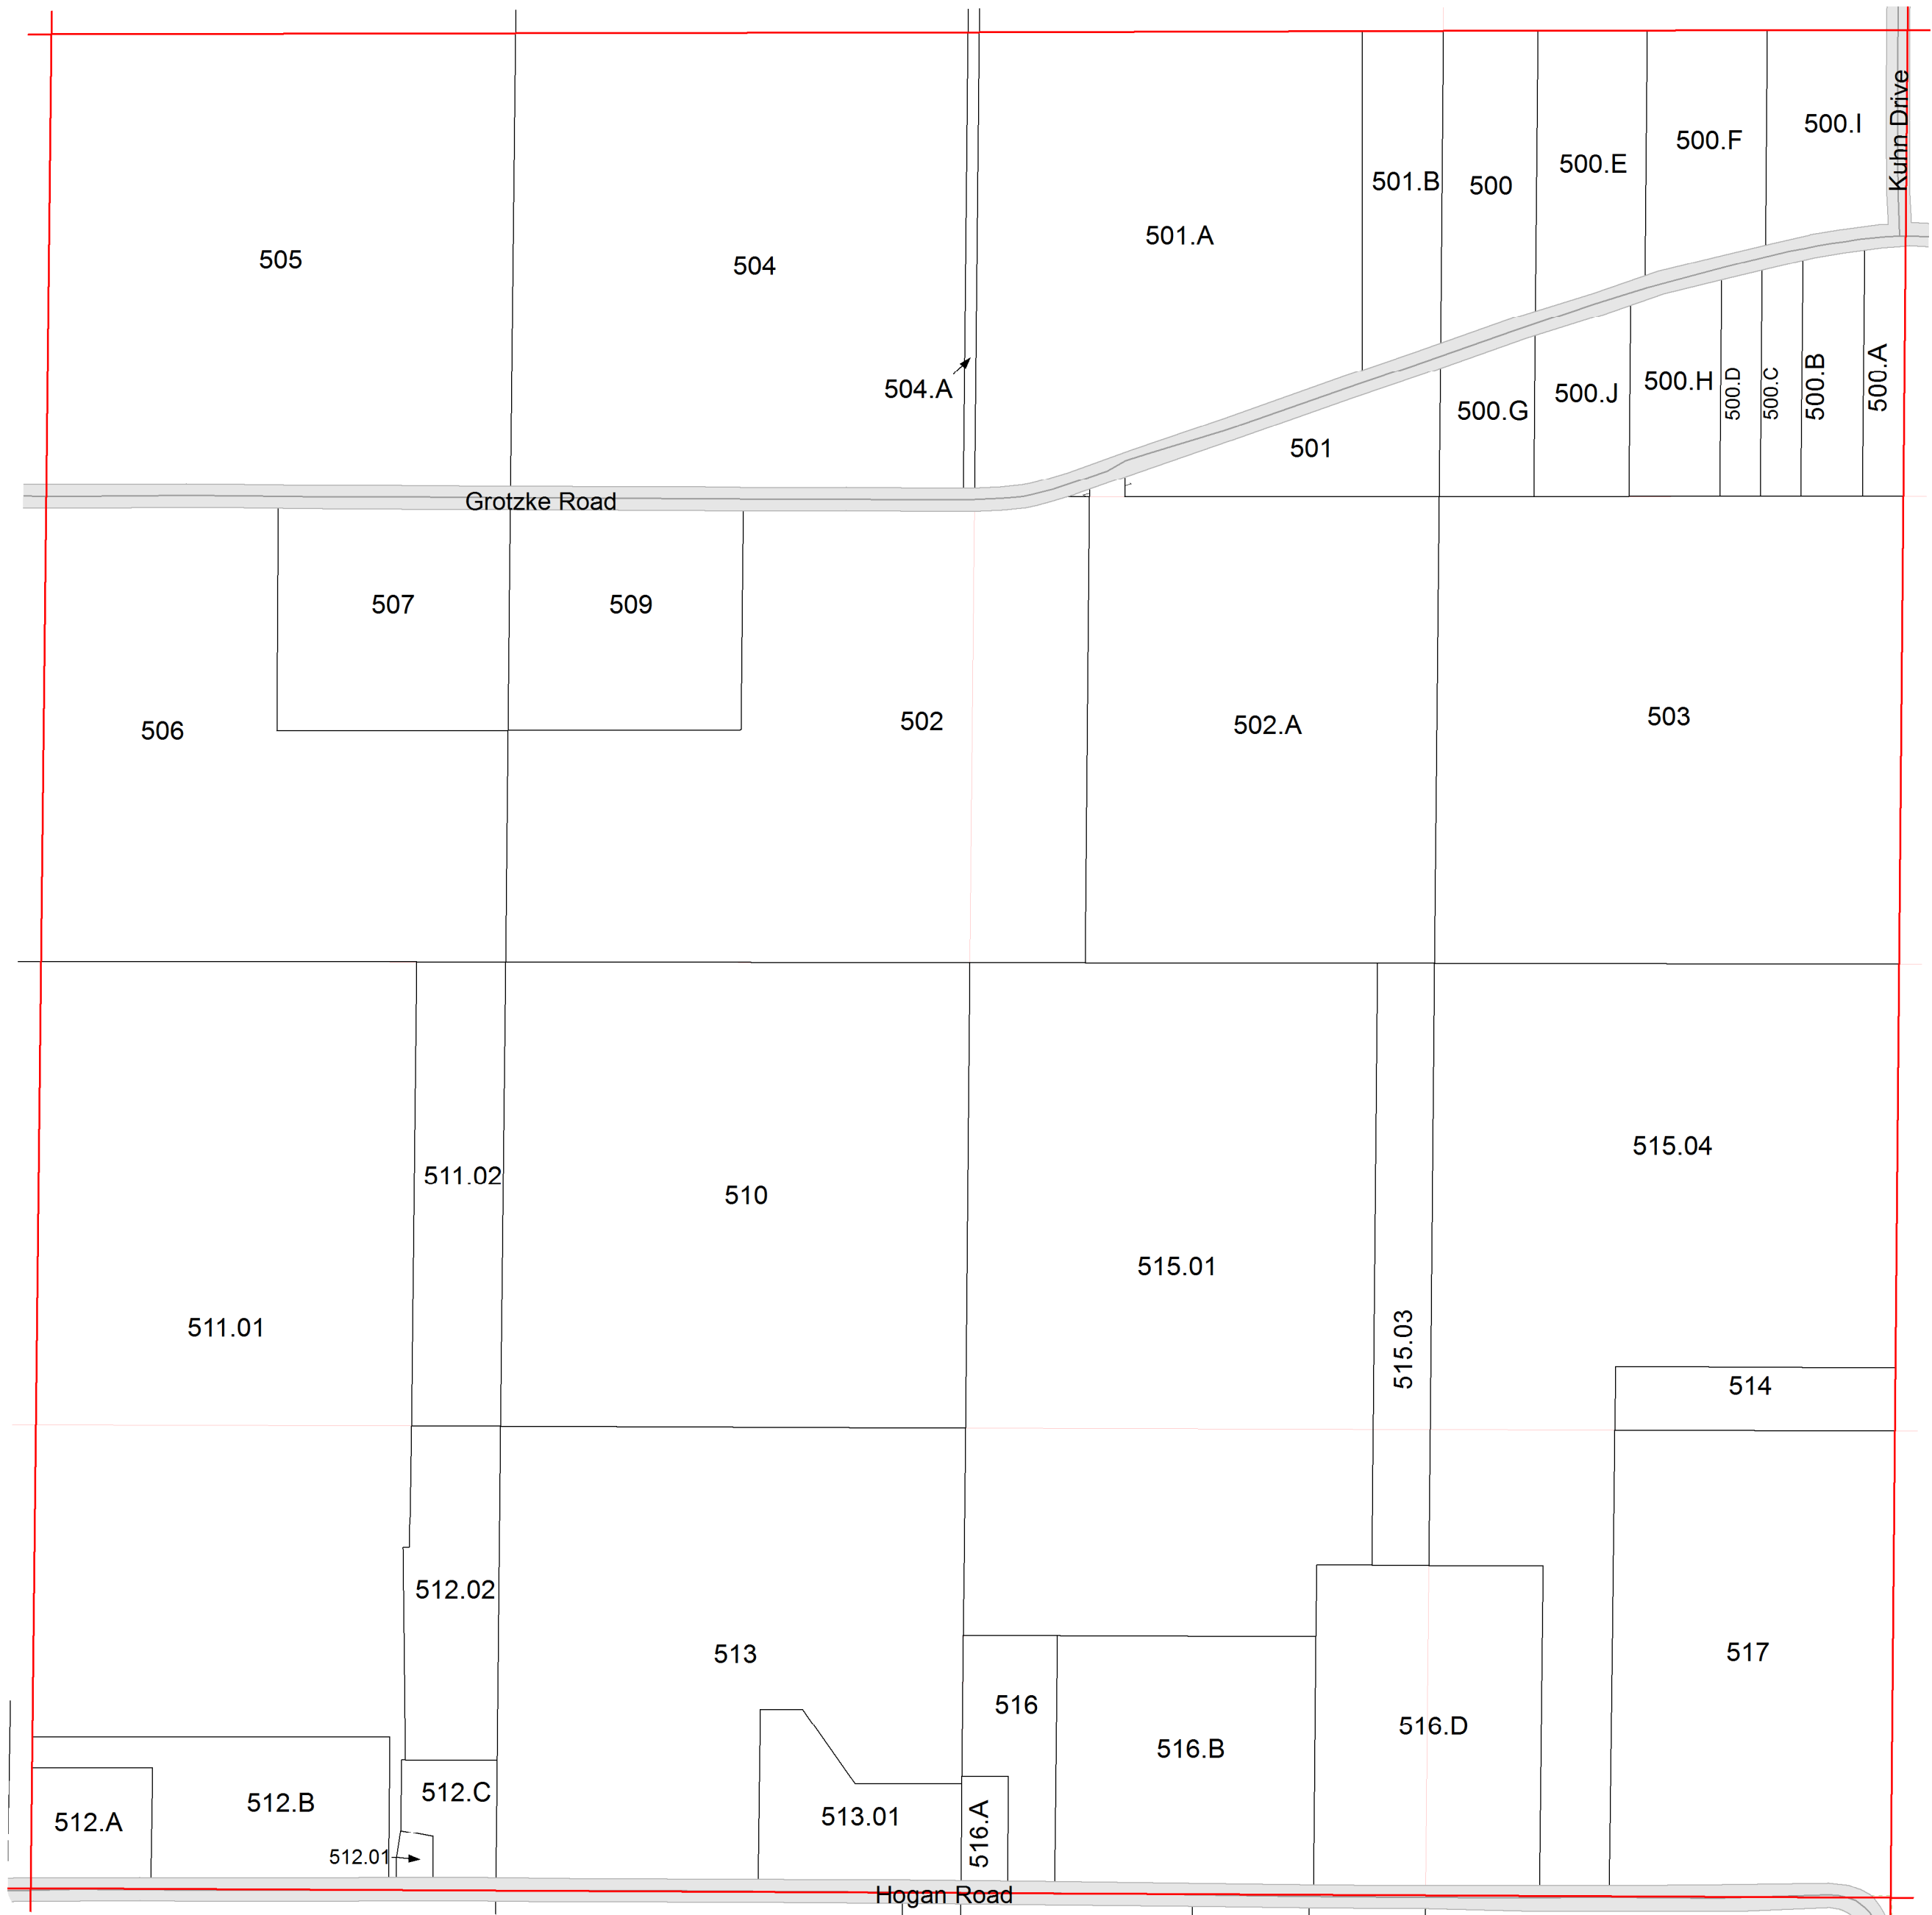 Kuhn Drive
500.I
500.F
500.E
501.B
500
501.A
505
504
504.A
500.G
500.J
500.H
500.D
500.C
500.B
500.A
501
Grotzke Road
507
509
506
502
502.A
503
511.02
510
515.04
515.01
511.01
515.03
514
512.02
513
516
517
516.B
516.D
512.A
512.B
512.C
513.01
516.A
512.01
Hogan Road